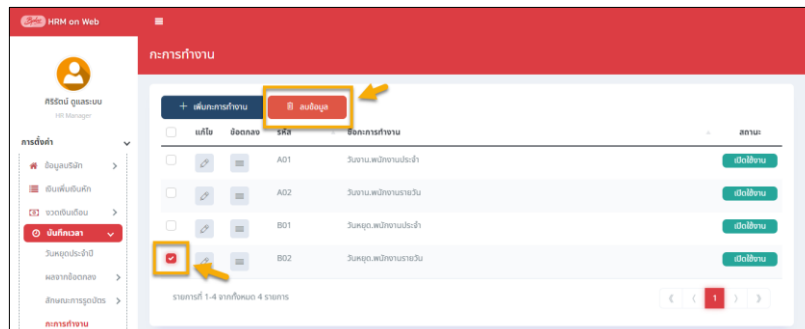 HRM on Web
กะการทำงาน
ศิริรัตน์ ดูแลระบบ
HR Manager
การตั้งค่า
ข้อมูลบริษัท
เงินเพิ่มเงินหัก
งวดเงินเดือน
บันทึกเวลา
วันหยุดประจำปี
ผลจากข้อตกลง
ลักษณะการรูดบัตร
กะการทำงาน
+ เพิ่มกะการทำงาน
ลบข้อมูล
แก้ไข ข้อตกลง รหัส ชื่อกะการทำงาน สถานะ
A01 วันงาน.พนักงานประจำ เปิดใช้งาน
A02 วันงาน.พนักงานรายวัน เปิดใช้งาน
B01 วันหยุด.พนักงานประจำ เปิดใช้งาน
B02 วันหยุด.พนักงานรายวัน เปิดใช้งาน
รายการที่ 1-4 จากทั้งหมด 4 รายการ
1